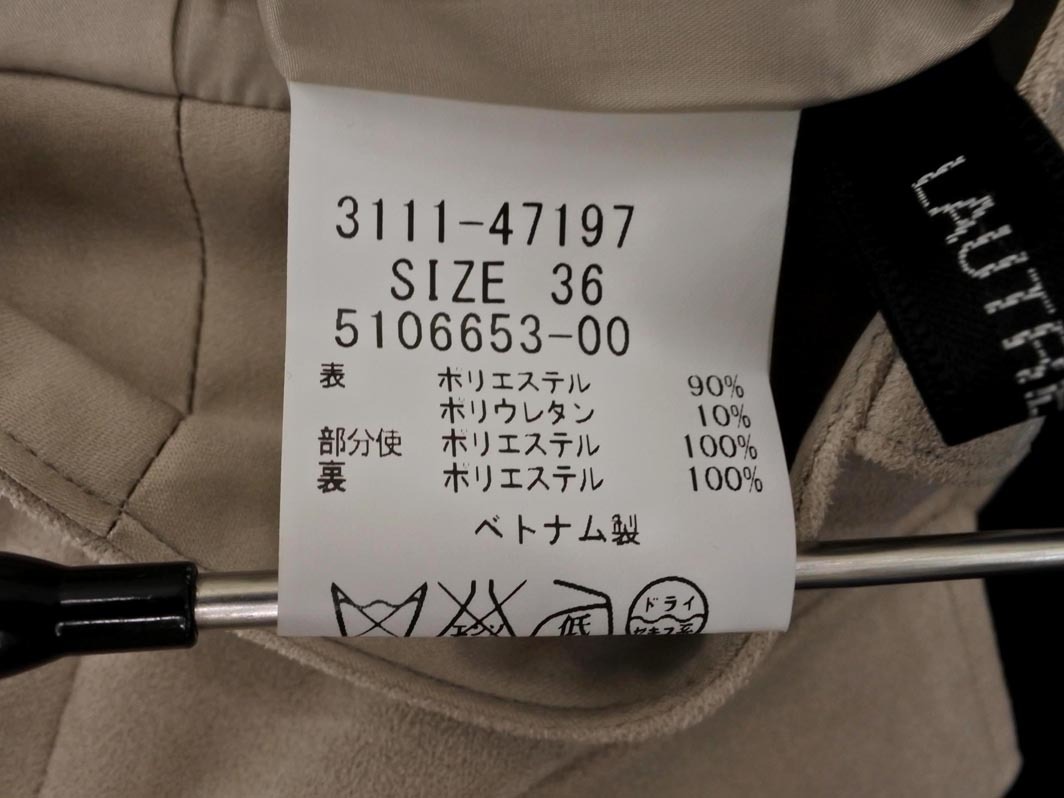 3111-47197
SIZE 36
5106653-00
表 ポリエステル 90%
ポリウレタン 10%
部分使 ポリエステル 100%
裏 ポリエステル 100%
ベトナム製
低
ドライ
LAUTRE